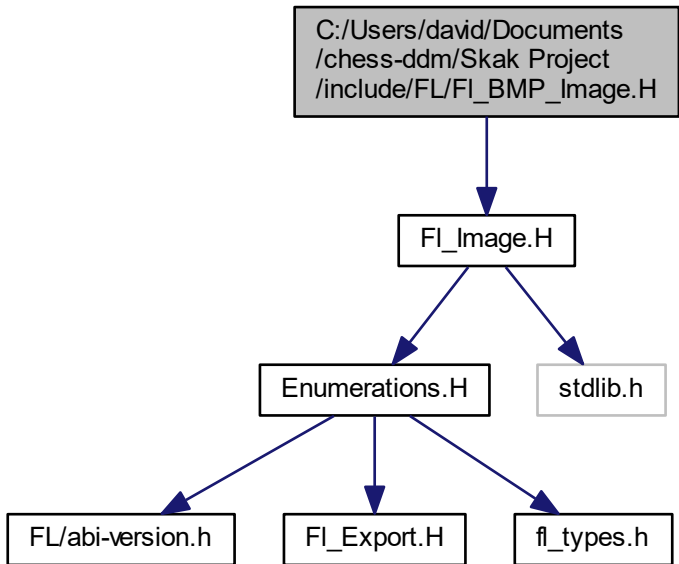 C:/Users/david/Documents
/chess-ddm/Skak Project
/include/FL/Fl_BMP_Image.H
Fl_Image.H
Enumerations.H
stdlib.h
FL/abi-version.h
Fl_Export.H
fl_types.h